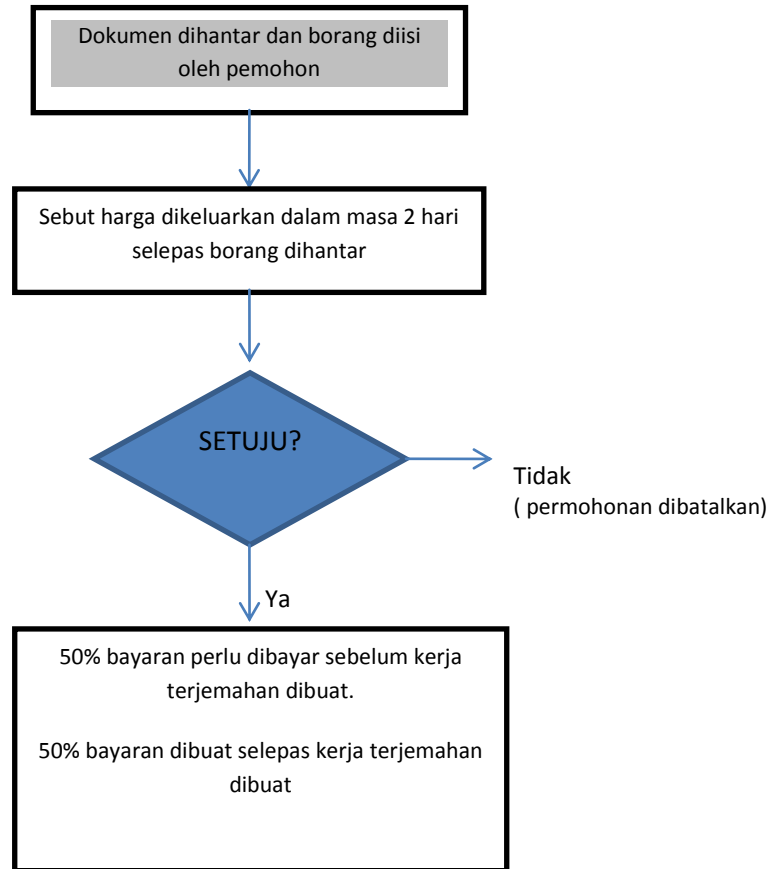 Dokumen dihantar dan borang diisi
oleh pemohon
Sebut harga dikeluarkan dalam masa 2 hari
selepas borang dihantar
SETUJU?
Tidak
( permohonan dibatalkan)
Ya
50% bayaran perlu dibayar sebelum kerja
terjemahan dibuat.
50% bayaran dibuat selepas kerja terjemahan
dibuat